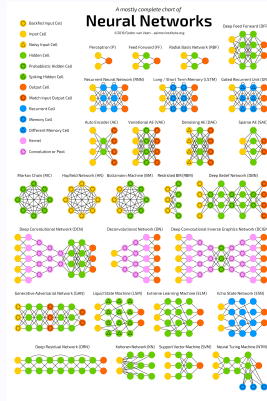 A mostly complete chart of
Neural Networks
©2016 Fjodor van Veen - asimovinstitute.org
Deep Feed Forward (DFF)
Backfed Input Cell
Input Cell
Noisy Input Cell
Hidden Cell
Probablistic Hidden Cell
Spiking Hidden Cell
Output Cell
Match Input Output Cell
Recurrent Cell
Memory Cell
Different Memory Cell
Kernel
Convolution or Pool
Perceptron (P)
Feed Forward (FF)
Radial Basis Network (RBF)
Recurrent Neural Network (RNN)
Long / Short Term Memory (LSTM)
Gated Recurrent Unit (GR
Auto Encoder (AE)
Variational AE (VAE)
Denoising AE (DAE)
Sparse AE (SAE)
Markov Chain (MC)
Hopfield Network (HN)
Boltzmann Machine (BM)
Restricted BM (RBM)
Deep Belief Network (DBN)
Deep Convolutional Network (DCN)
Deconvolutional Network (DN)
Deep Convolutional Inverse Graphics Network (DCIGN
Generative Adversarial Network (GAN)
Liquid State Machine (LSM)
Extreme Learning Machine (ELM)
Echo State Network (ESN)
Deep Residual Network (DRN)
Kohonen Network (KN)
Support Vector Machine (SVM)
Neural Turing Machine (NTM)